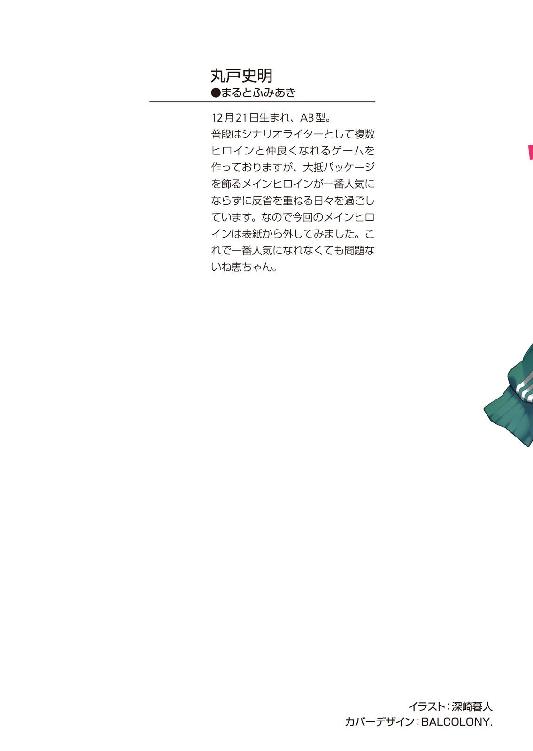 丸戸史明
●まるとふみあき
12月21日生まれ、AB型。
普段はシナリオライターとして複数
ヒロインと仲良くなれるゲームを
作っておりますが、大抵パッケージ
を飾るメインヒロインが一番人気に
ならずに反省を重ねる日々を過ごし
ています。なので今回のメインヒロ
インは表紙から外してみました。こ
れで一番人気になれなくても問題な
いね恵ちゃん。
イラスト:深崎暮人
カバーデザイン:BALCOLONY.